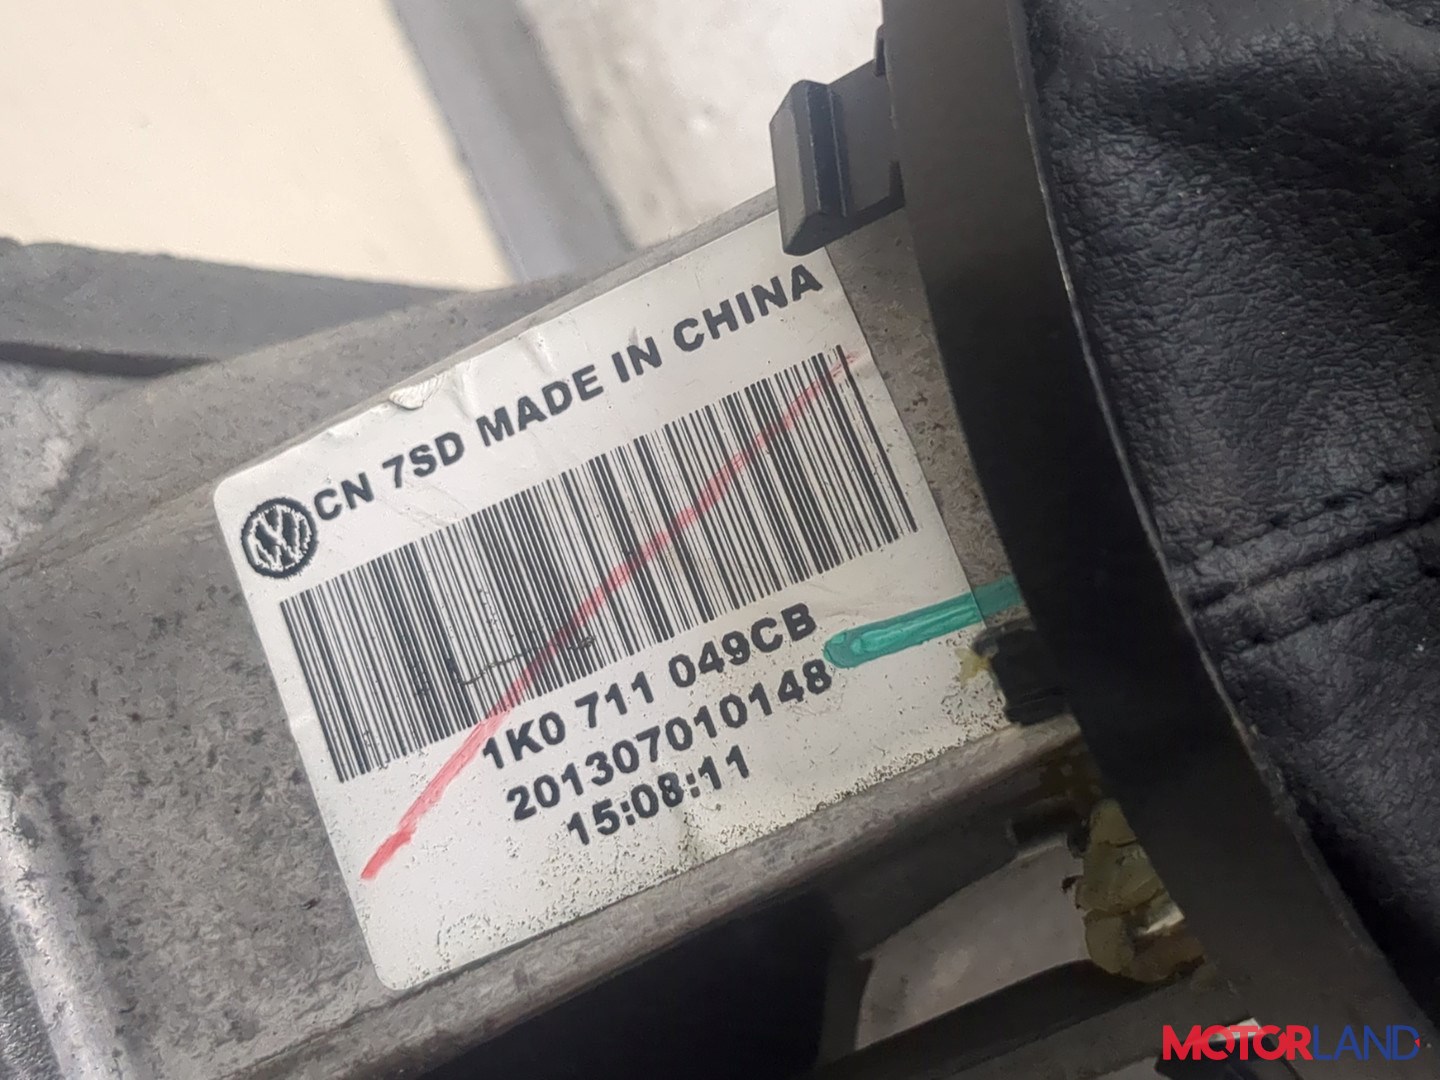 CN 7SD MADE IN CHINA
1K0 711 049CB
201307010148
15:08:11
MOTORLAND